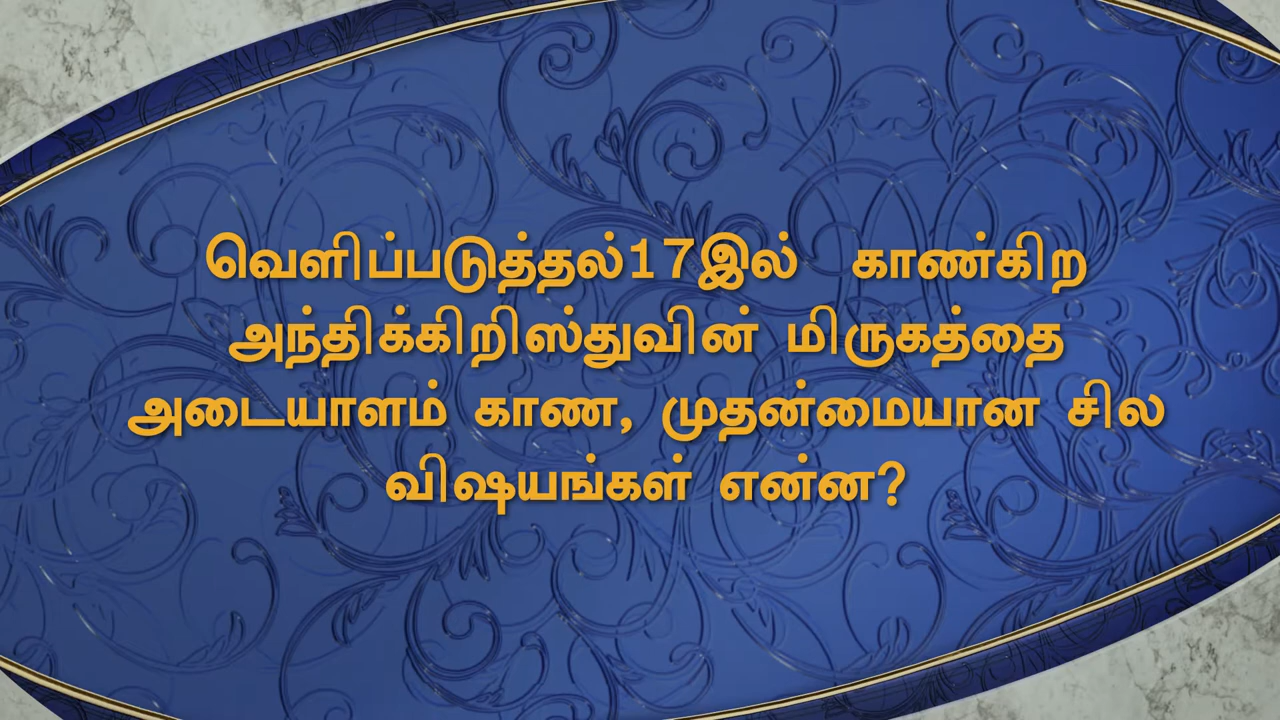 வெளிப்படுத்தல்17இல் காண்கிற
அந்திக்கிறிஸ்துவின் மிருகத்தை
அடையாளம் காண, முதன்மையான சில
விஷயங்கள் என்ன?